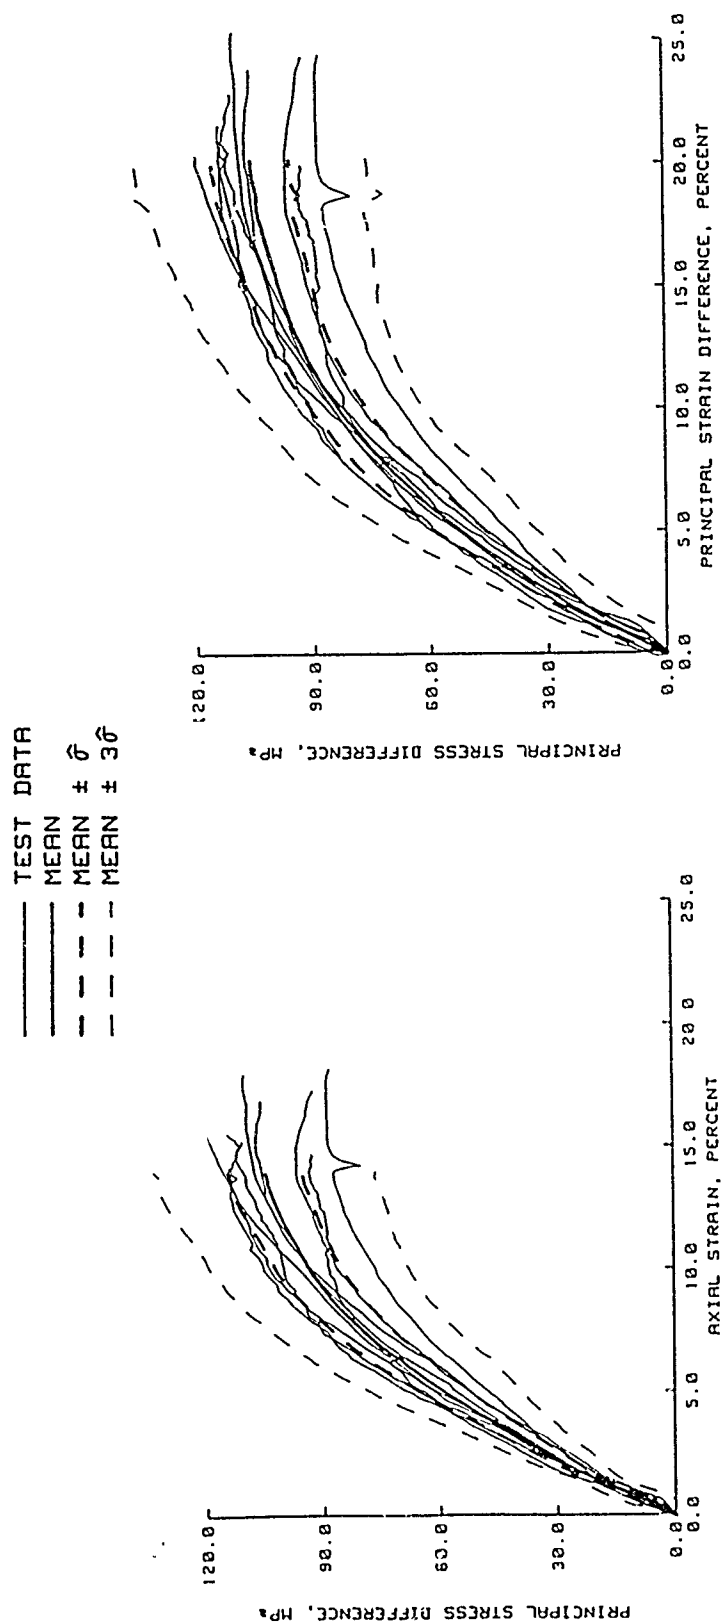 TEST DATA
MEAN
MEAN ± σ̂
MEAN ± 3σ̂
PRINCIPAL STRESS DIFFERENCE, MPa
120.0
90.0
60.0
30.0
0.0
0.0
5.0
10.0
15.0
20 0
25.0
AXIAL STRAIN, PERCENT
PRINCIPAL STRESS DIFFERENCE, MPa
120.0
90.0
60.0
30.0
0.0
0.0
5.0
10.0
15.0
20.0
25.0
PRINCIPAL STRAIN DIFFERENCE, PERCENT